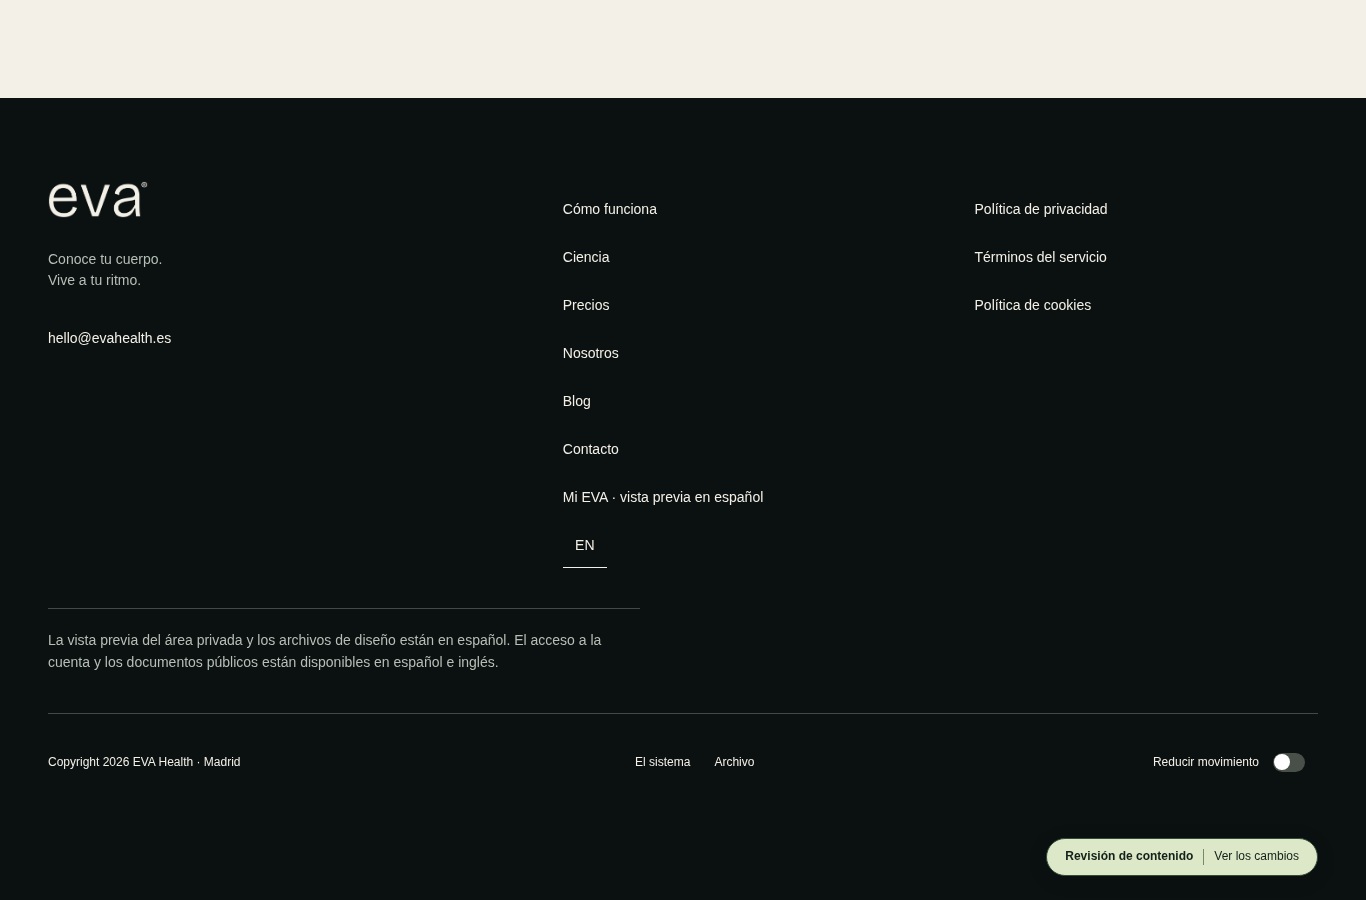 eva®
Conoce tu cuerpo.
Vive a tu ritmo.
hello@evahealth.es
Cómo funciona
Ciencia
Precios
Nosotros
Blog
Contacto
Mi EVA · vista previa en español
EN
Política de privacidad
Términos del servicio
Política de cookies
La vista previa del área privada y los archivos de diseño están en español. El acceso a la
cuenta y los documentos públicos están disponibles en español e inglés.
Copyright 2026 EVA Health · Madrid
El sistema
Archivo
Reducir movimiento
Revisión de contenido
Ver los cambios